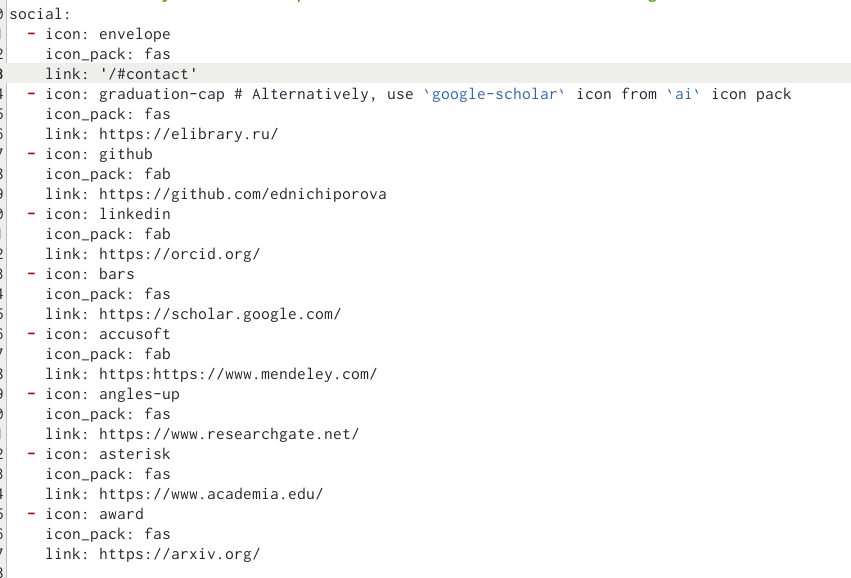 social:
  - icon: envelope
    icon_pack: fas
    link: '/#contact'
  - icon: graduation-cap # Alternatively, use `google-scholar` icon from `ai` icon pack
    icon_pack: fas
    link: https://elibrary.ru/
  - icon: github
    icon_pack: fab
    link: https://github.com/ednichiporova
  - icon: linkedin
    icon_pack: fab
    link: https://orcid.org/
  - icon: bars
    icon_pack: fas
    link: https://scholar.google.com/
  - icon: accusoft
    icon_pack: fab
    link: https:https://www.mendeley.com/
  - icon: angles-up
    icon_pack: fas
    link: https://www.researchgate.net/
  - icon: asterisk
    icon_pack: fas
    link: https://www.academia.edu/
  - icon: award
    icon_pack: fas
    link: https://arxiv.org/